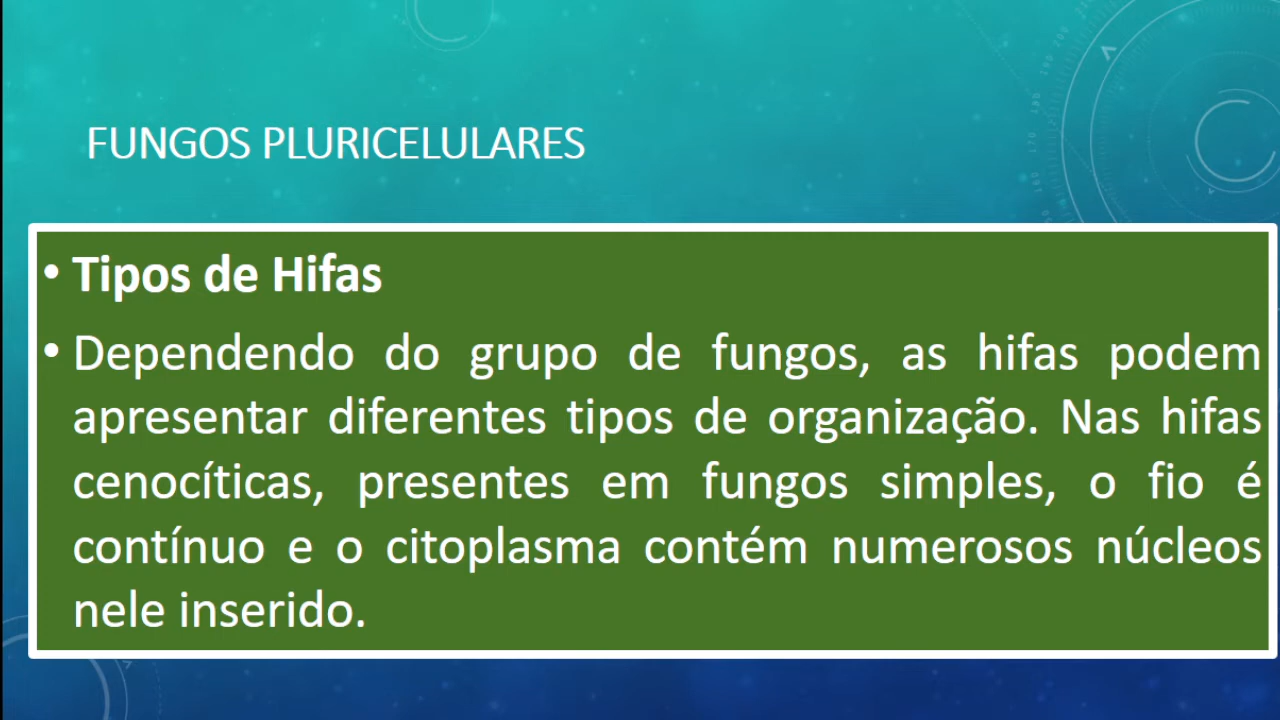 FUNGOS PLURICELULARES
• Tipos de Hifas
• Dependendo do grupo de fungos, as hifas podem
apresentar diferentes tipos de organização. Nas hifas
cenocíticas, presentes em fungos simples, o fio é
contínuo e o citoplasma contém numerosos núcleos
nele inserido.